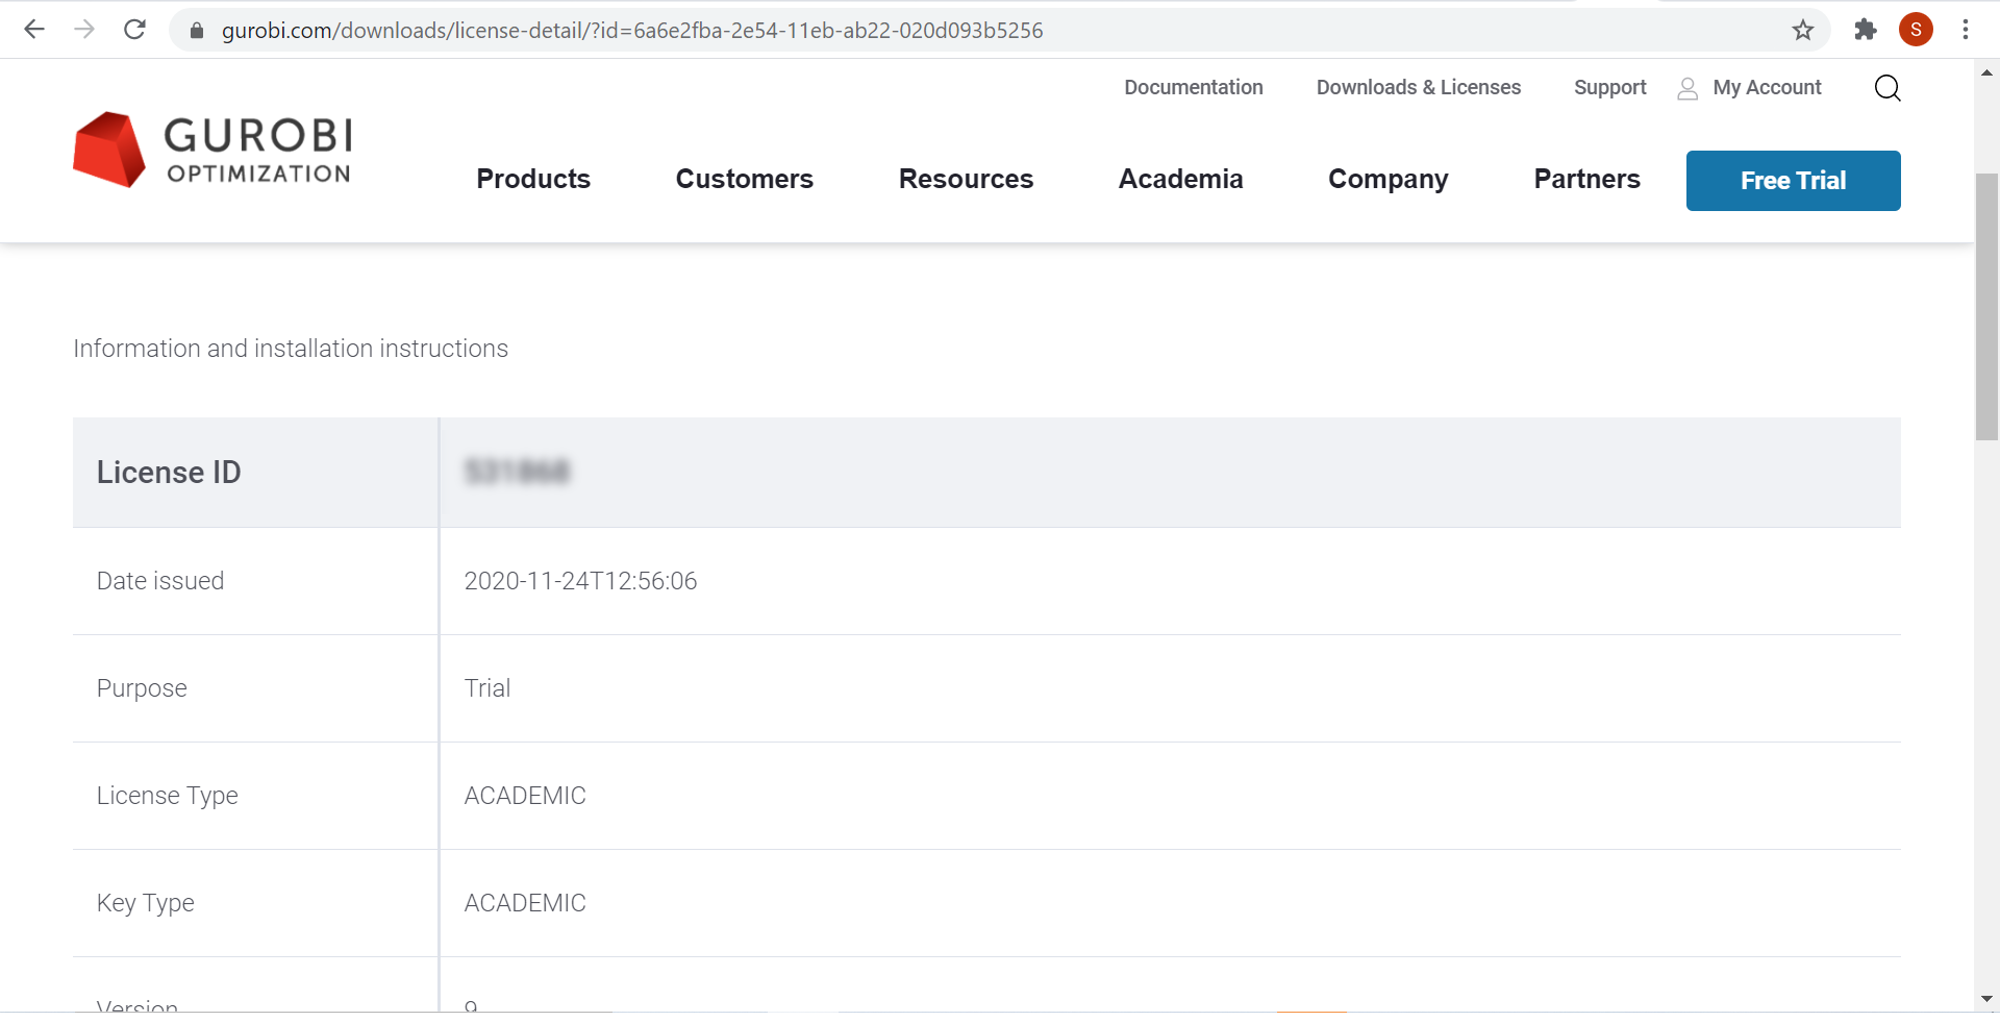 gurobi.com/downloads/license-detail/?id=6a6e2fba-2e54-11eb-ab22-020d093b5256
S
Documentation Downloads & Licenses Support My Account
GUROBI
OPTIMIZATION
Products Customers Resources Academia Company Partners Free Trial
Information and installation instructions
License ID
Date issued 2020-11-24T12:56:06
Purpose Trial
License Type ACADEMIC
Key Type ACADEMIC
Version 9